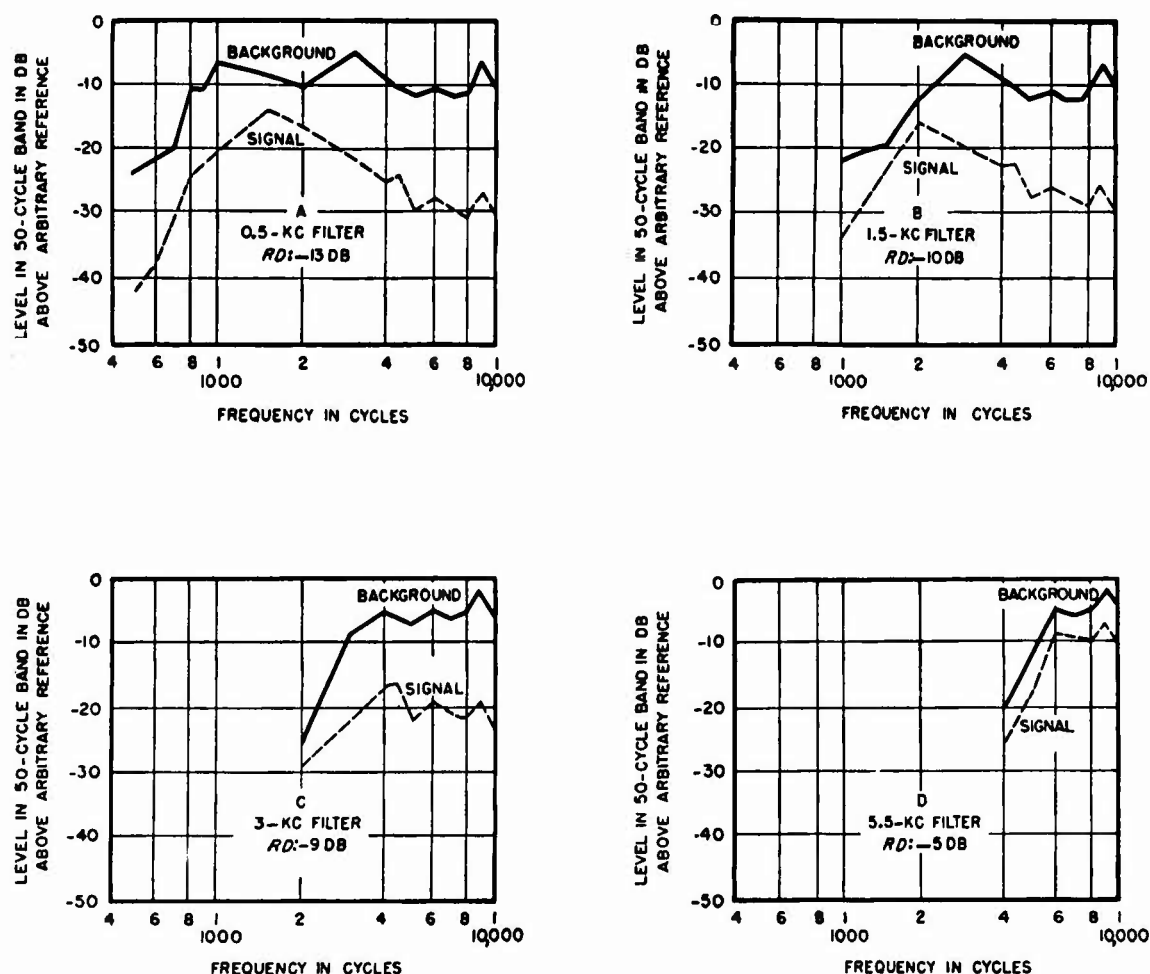 LEVEL IN 50-CYCLE BAND IN DB
ABOVE ARBITRARY REFERENCE
0
-10
-20
-30
-40
-50
BACKGROUND
SIGNAL
A
0.5-KC FILTER
RD:-13 DB
4 6 8 1 2 4 6 8 1
1000 10,000
FREQUENCY IN CYCLES
LEVEL IN 50-CYCLE BAND IN DB
ABOVE ARBITRARY REFERENCE
0
-10
-20
-30
-40
-50
BACKGROUND
SIGNAL
B
1.5-KC FILTER
RD:-10DB
4 6 8 1 2 4 6 8 1
1000 10,000
FREQUENCY IN CYCLES
LEVEL IN 50-CYCLE BAND IN DB
ABOVE ARBITRARY REFERENCE
0
-10
-20
-30
-40
-50
BACKGROUND
SIGNAL
C
3-KC FILTER
RD:-9 DB
4 6 8 1 2 4 6 8 1
1000 10,000
FREQUENCY IN CYCLES
LEVEL IN 50-CYCLE BAND IN DB
ABOVE ARBITRARY REFERENCE
0
-10
-20
-30
-40
-50
BACKGROUND
SIGNAL
D
5.5-KC FILTER
RD:-5 DB
4 6 8 1 2 4 6 8 1
1000 10,000
FREQUENCY IN CYCLES